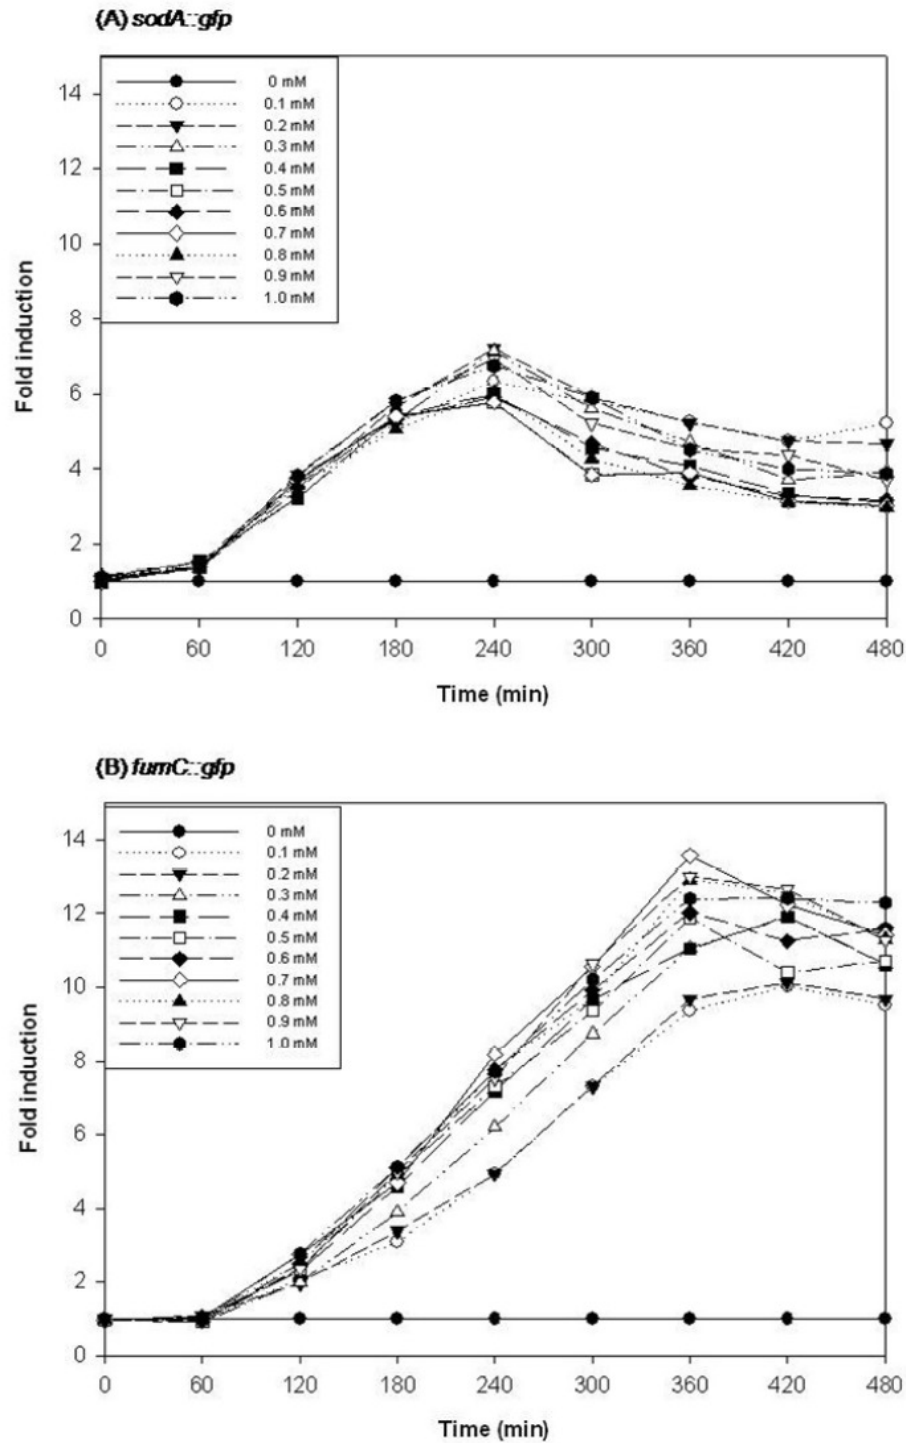 (A) sodA::gfp
14
12
10
8
6
4
2
0
Fold induction
0 mM
0.1 mM
0.2 mM
0.3 mM
0.4 mM
0.5 mM
0.6 mM
0.7 mM
0.8 mM
0.9 mM
1.0 mM
0 60 120 180 240 300 360 420 480
Time (min)
(B) fumC::gfp
14
12
10
8
6
4
2
0
Fold induction
0 mM
0.1 mM
0.2 mM
0.3 mM
0.4 mM
0.5 mM
0.6 mM
0.7 mM
0.8 mM
0.9 mM
1.0 mM
0 60 120 180 240 300 360 420 480
Time (min)